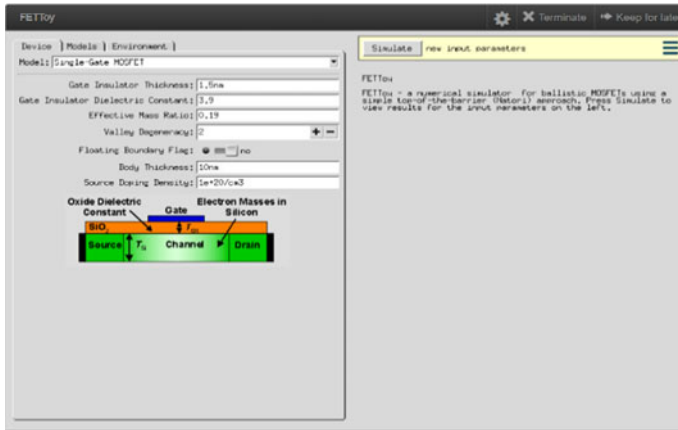 FETToy
Terminate
Keep for late
Device Models Environment
Model: Single-Gate MOSFET
Gate Insulator Thickness: 1.5nm
Gate Insulator Dielectric Constant: 3.9
Effective Mass Ratio: 0.19
Valley Degeneracy: 2 + -
Floating Boundary Flag: no
Body Thickness: 10nm
Source Doping Density: 1e+20/cm3
Oxide Dielectric Constant
Gate
Electron Masses in Silicon
SiO2
Tox
Source
TSi
Channel
Drain
Simulate new input parameters
FETToy
FETToy - a numerical simulator for ballistic MOSFETs using a
simple top-of-the-barrier (Natori) approach. Press Simulate to
view results for the input parameters on the left.